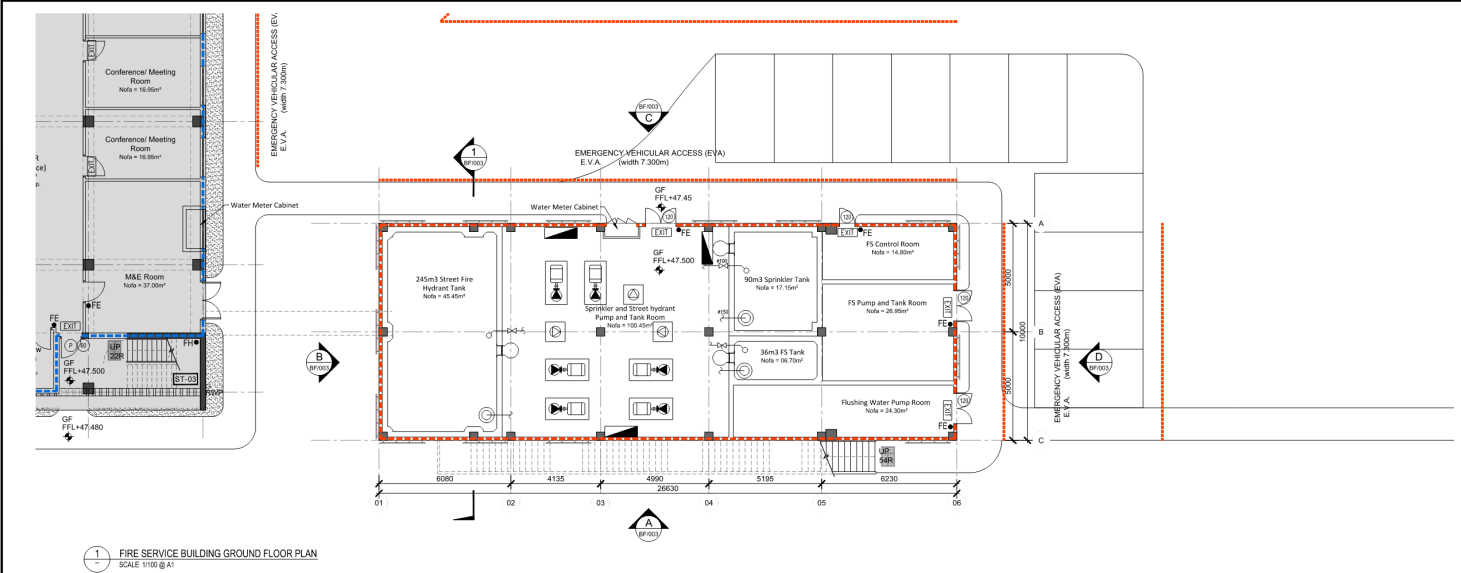 EXIT
Conference/ Meeting
Room
Nofa = 16.95m²
Conference/ Meeting
Room
Nofa = 16.95m²
EXIT
Water Meter Cabinet
M&E Room
Nofa = 37.00m²
FE
FE
EXIT
P
UP
22R
FH
GF
FFL+47.500
ST-03
GF
FFL+47.480
EMERGENCY VEHICULAR ACCESS (EVA)
E.V.A. (width 7.300m)
BF/003
C
1
BF/003
EMERGENCY VEHICULAR ACCESS (EVA)
E.V.A. (width 7.300m)
GF
FFL+47.45
Water Meter Cabinet
120
EXIT
FE
120
EXIT
FE
GF
FFL+47.500
245m3 Street Fire
Hydrant Tank
Nofa = 45.45m²
Sprinkler and Street hydrant
Pump and Tank Room
Nofa = 100.45m²
#100
90m3 Sprinkler Tank
Nofa = 17.15m²
#150
36m3 FS Tank
Nofa = 06.70m²
FS Control Room
Nofa = 14.80m²
FS Pump and Tank Room
Nofa = 26.95m²
120
EXIT
FE
Flushing Water Pump Room
Nofa = 24.30m²
120
EXIT
FE
UP
54R
A
5000
B
10000
5000
C
EMERGENCY VEHICULAR ACCESS (EVA)
E.V.A. (width 7.300m)
B
BF/003
D
BF/003
6080
4135
4990
5195
6230
26630
01
02
03
04
05
06
A
BF/003
1
FIRE SERVICE BUILDING GROUND FLOOR PLAN
SCALE 1/100 @ A1